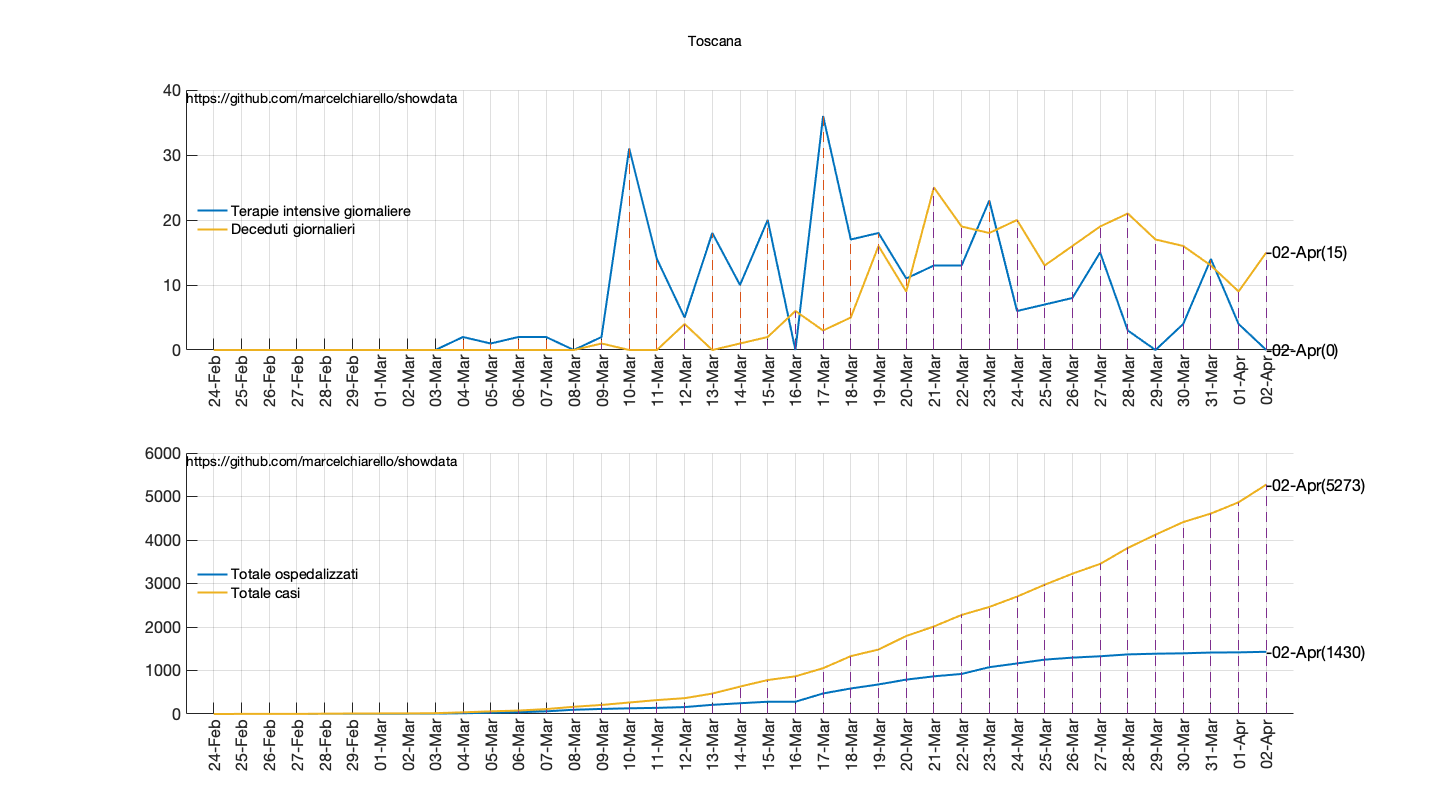 Toscana
40
https://github.com/marcelchiarello/showdata
30
20
10
0
Terapie intensive giornaliere
Deceduti giornalieri
-02-Apr(15)
-02-Apr(0)
24-Feb
25-Feb
26-Feb
27-Feb
28-Feb
29-Feb
01-Mar
02-Mar
03-Mar
04-Mar
05-Mar
06-Mar
07-Mar
08-Mar
09-Mar
10-Mar
11-Mar
12-Mar
13-Mar
14-Mar
15-Mar
16-Mar
17-Mar
18-Mar
19-Mar
20-Mar
21-Mar
22-Mar
23-Mar
24-Mar
25-Mar
26-Mar
27-Mar
28-Mar
29-Mar
30-Mar
31-Mar
01-Apr
02-Apr
6000
https://github.com/marcelchiarello/showdata
5000
4000
3000
2000
1000
0
Totale ospedalizzati
Totale casi
-02-Apr(5273)
-02-Apr(1430)
24-Feb
25-Feb
26-Feb
27-Feb
28-Feb
29-Feb
01-Mar
02-Mar
03-Mar
04-Mar
05-Mar
06-Mar
07-Mar
08-Mar
09-Mar
10-Mar
11-Mar
12-Mar
13-Mar
14-Mar
15-Mar
16-Mar
17-Mar
18-Mar
19-Mar
20-Mar
21-Mar
22-Mar
23-Mar
24-Mar
25-Mar
26-Mar
27-Mar
28-Mar
29-Mar
30-Mar
31-Mar
01-Apr
02-Apr